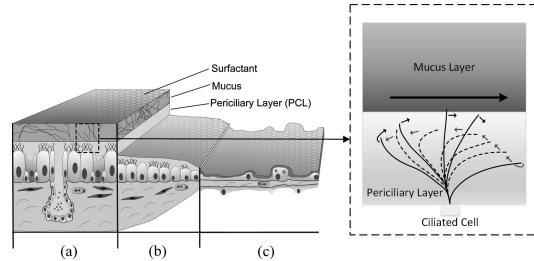 Surfactant
Mucus
Periciliary Layer (PCL)
(a)
(b)
(c)
Mucus Layer
Periciliary Layer
Ciliated Cell